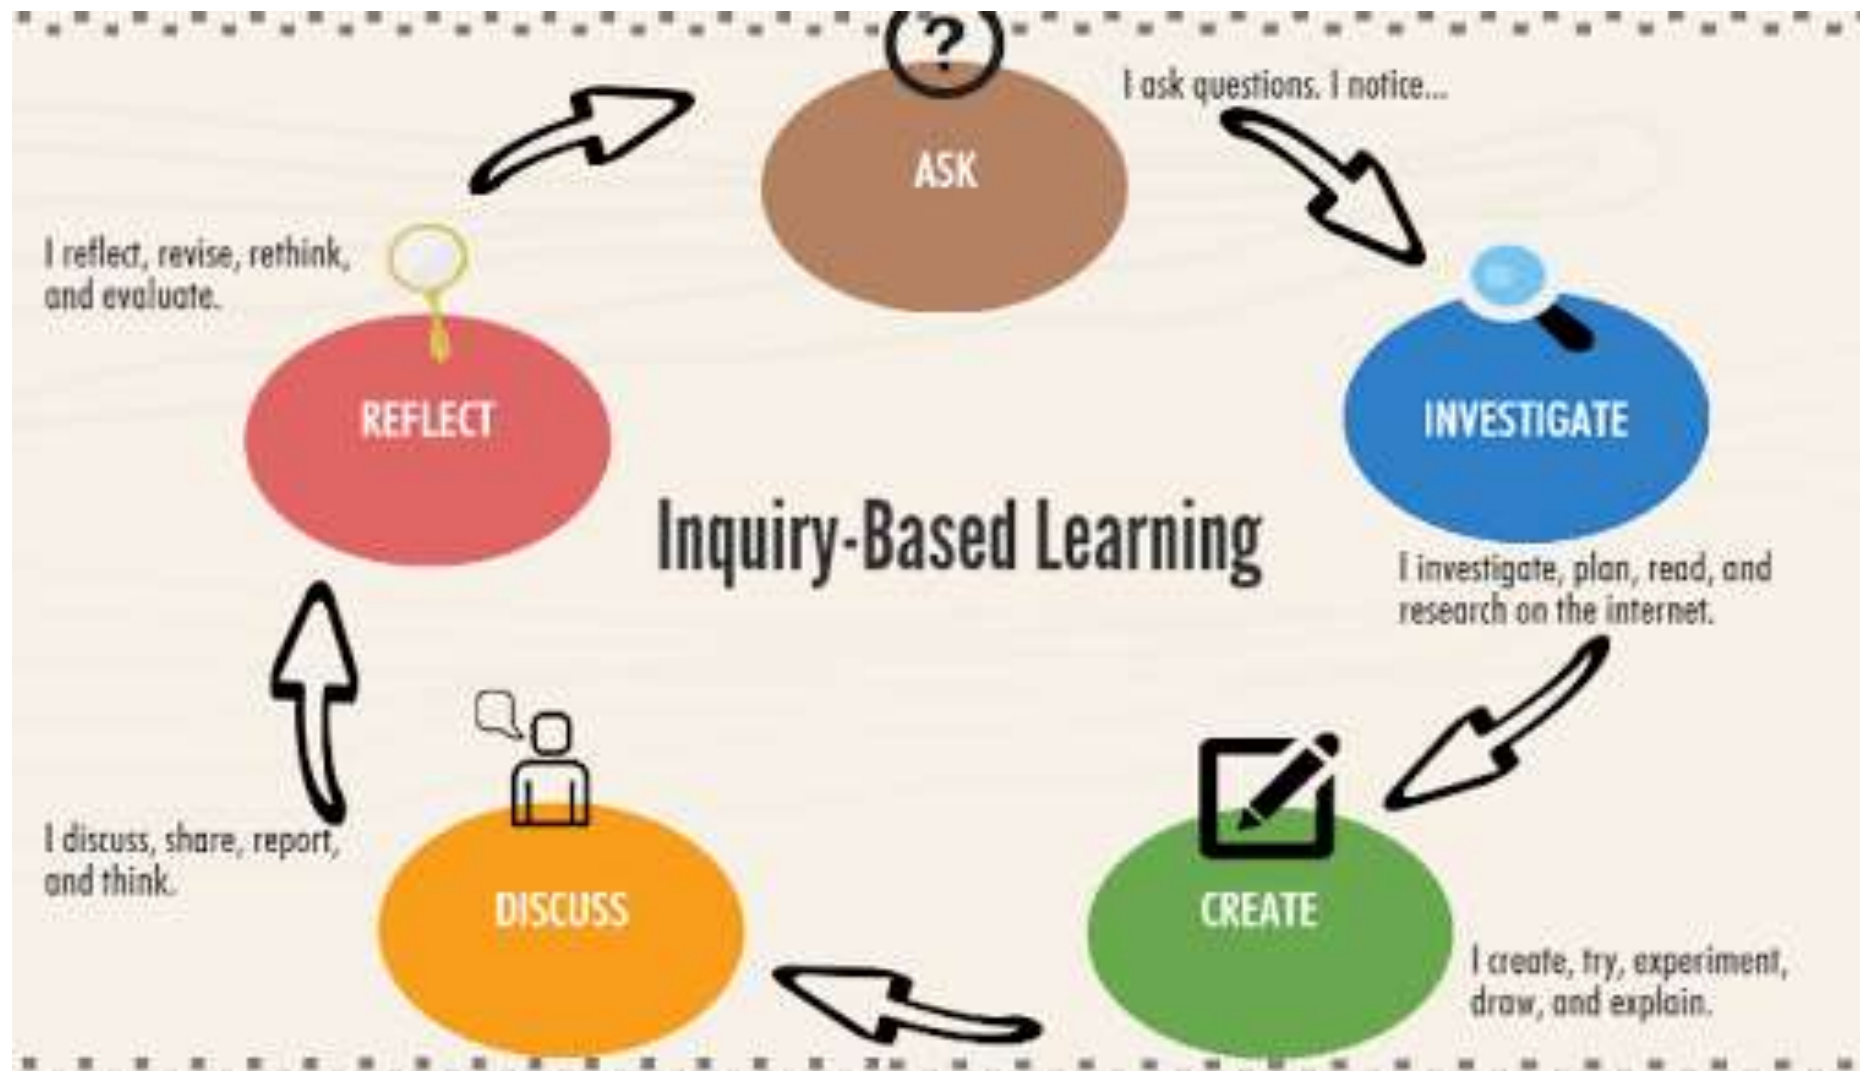 ?
I ask questions. I notice...
ASK
I reflect, revise, rethink,
and evaluate.
REFLECT
INVESTIGATE
Inquiry-Based Learning
I investigate, plan, read, and
research on the internet.
I discuss, share, report,
and think.
DISCUSS
CREATE
I create, try, experiment,
draw, and explain.